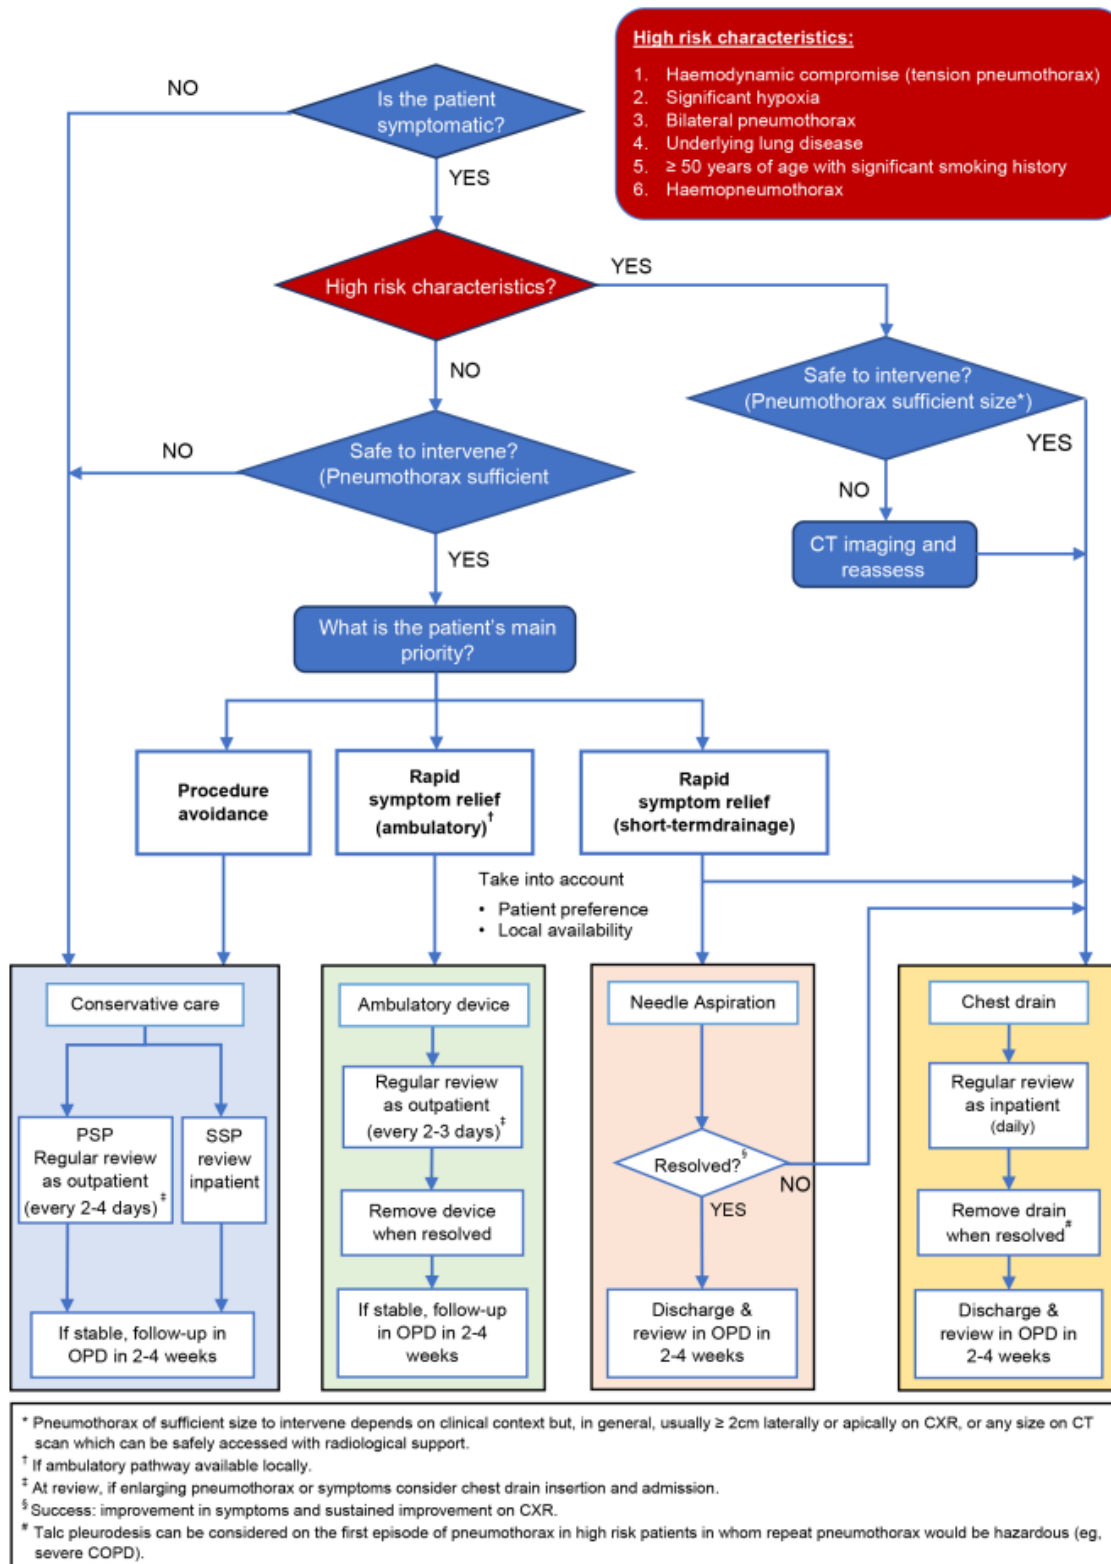 High risk characteristics:
1. Haemodynamic compromise (tension pneumothorax)
2. Significant hypoxia
3. Bilateral pneumothorax
4. Underlying lung disease
5. ≥ 50 years of age with significant smoking history
6. Haemopneumothorax
NO
Is the patient
symptomatic?
YES
High risk characteristics?
YES
NO
Safe to intervene?
(Pneumothorax sufficient size*)
YES
NO
Safe to intervene?
(Pneumothorax sufficient
NO
CT imaging and
reassess
YES
What is the patient's main
priority?
Procedure
avoidance
Rapid
symptom relief
(ambulatory)†
Rapid
symptom relief
(short-termdrainage)
Take into account
• Patient preference
• Local availability
Conservative care
PSP
Regular review
as outpatient
(every 2-4 days)‡
SSP
review
inpatient
If stable, follow-up in
OPD in 2-4 weeks
Ambulatory device
Regular review
as outpatient
(every 2-3 days)‡
Remove device
when resolved
If stable, follow-up
in OPD in 2-4
weeks
Needle Aspiration
Resolved?§
NO
YES
Discharge &
review in OPD in
2-4 weeks
Chest drain
Regular review
as inpatient
(daily)
Remove drain
when resolved#
Discharge &
review in OPD in
2-4 weeks
* Pneumothorax of sufficient size to intervene depends on clinical context but, in general, usually ≥ 2cm laterally or apically on CXR, or any size on CT
scan which can be safely accessed with radiological support.
† If ambulatory pathway available locally.
‡ At review, if enlarging pneumothorax or symptoms consider chest drain insertion and admission.
§ Success: improvement in symptoms and sustained improvement on CXR.
# Talc pleurodesis can be considered on the first episode of pneumothorax in high risk patients in whom repeat pneumothorax would be hazardous (eg,
severe COPD).